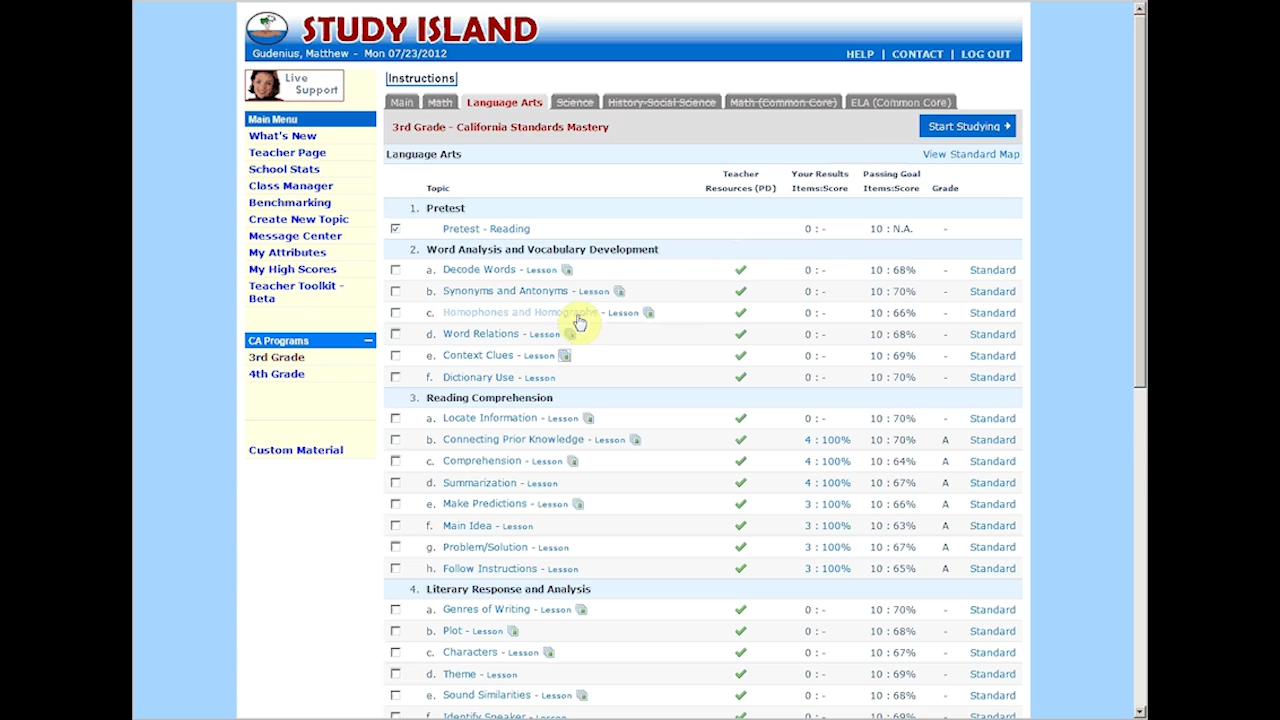 STUDY ISLAND
Gudenius, Matthew - Mon 07/23/2012
HELP | CONTACT | LOG OUT
Live Support
Instructions
Main Math Language Arts Science History-Social Science Math (Common Core) ELA (Common Core)
3rd Grade - California Standards Mastery
Start Studying
Main Menu
What's New
Teacher Page
School Stats
Class Manager
Benchmarking
Create New Topic
Message Center
My Attributes
My High Scores
Teacher Toolkit - Beta
CA Programs
3rd Grade
4th Grade
Custom Material
Language Arts View Standard Map
Topic Teacher Resources (PD) Your Results Items:Score Passing Goal Items:Score Grade
1. Pretest
Pretest - Reading 0 : - 10 : N.A. -
2. Word Analysis and Vocabulary Development
a. Decode Words - Lesson 0 : - 10 : 68% - Standard
b. Synonyms and Antonyms - Lesson 0 : - 10 : 70% - Standard
c. Homophones and Homographs - Lesson 0 : - 10 : 66% - Standard
d. Word Relations - Lesson 0 : - 10 : 68% - Standard
e. Context Clues - Lesson 0 : - 10 : 69% - Standard
f. Dictionary Use - Lesson 0 : - 10 : 70% - Standard
3. Reading Comprehension
a. Locate Information - Lesson 0 : - 10 : 70% - Standard
b. Connecting Prior Knowledge - Lesson 4 : 100% 10 : 70% A Standard
c. Comprehension - Lesson 4 : 100% 10 : 64% A Standard
d. Summarization - Lesson 4 : 100% 10 : 67% A Standard
e. Make Predictions - Lesson 3 : 100% 10 : 66% A Standard
f. Main Idea - Lesson 3 : 100% 10 : 63% A Standard
g. Problem/Solution - Lesson 3 : 100% 10 : 67% A Standard
h. Follow Instructions - Lesson 3 : 100% 10 : 65% A Standard
4. Literary Response and Analysis
a. Genres of Writing - Lesson 0 : - 10 : 70% - Standard
b. Plot - Lesson 0 : - 10 : 68% - Standard
c. Characters - Lesson 0 : - 10 : 67% - Standard
d. Theme - Lesson 0 : - 10 : 69% - Standard
e. Sound Similarities - Lesson 0 : - 10 : 68% - Standard
f. Identify Speaker - Lesson 0 : - 10 : 66% - Standard